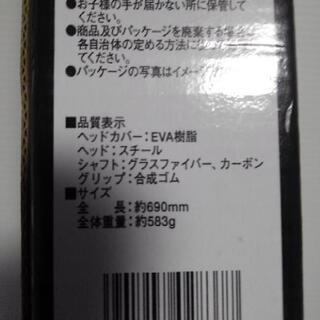 ●お子様の手が届かない所に保管して
ください。
●商品及びパッケージを廃棄する場合
各自治体の定める方法に
てください。
●パッケージの写真はイメージ
■品質表示
ヘッドカバー：EVA樹脂
ヘッド：スチール
シャフト：グラスファイバー、カーボン
グリップ：合成ゴム
■サイズ
全　　長：約690mm
全体重量：約583g